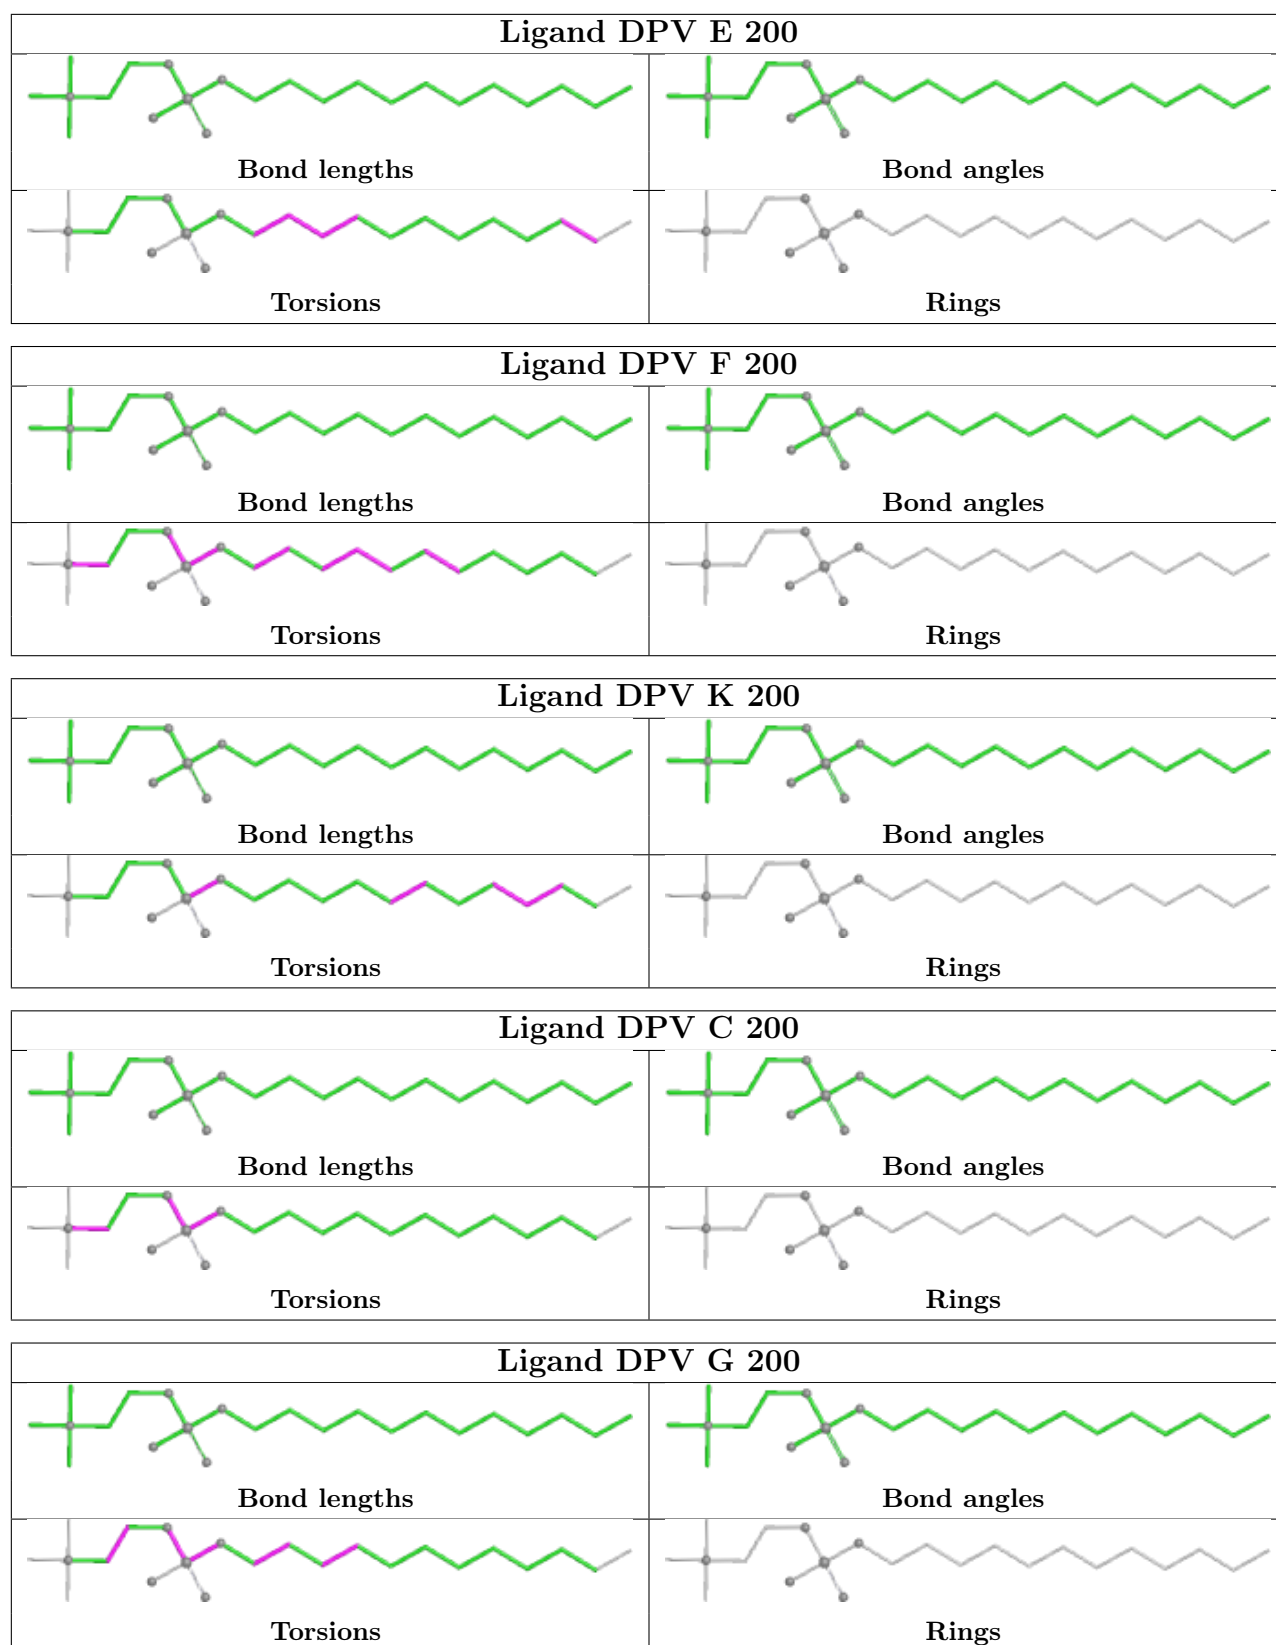 Ligand DPV E 200
Bond lengths
Bond angles
Torsions
Rings
Ligand DPV F 200
Bond lengths
Bond angles
Torsions
Rings
Ligand DPV K 200
Bond lengths
Bond angles
Torsions
Rings
Ligand DPV C 200
Bond lengths
Bond angles
Torsions
Rings
Ligand DPV G 200
Bond lengths
Bond angles
Torsions
Rings